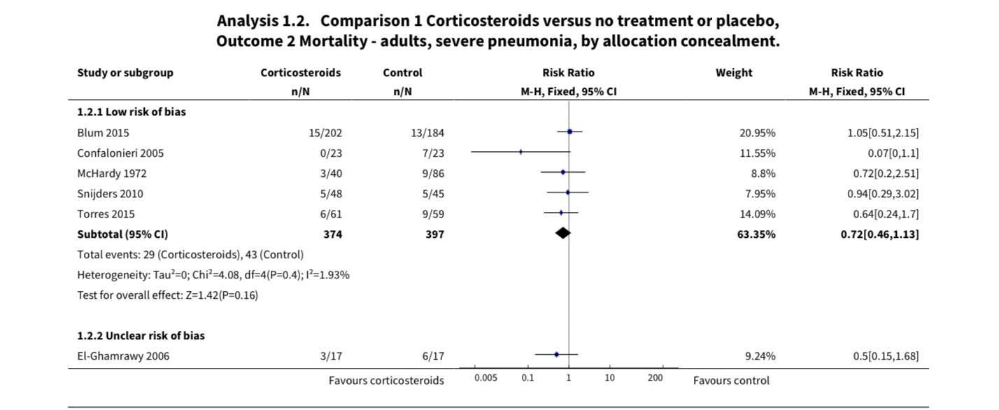 Analysis 1.2. Comparison 1 Corticosteroids versus no treatment or placebo,
Outcome 2 Mortality - adults, severe pneumonia, by allocation concealment.
Study or subgroup Corticosteroids Control Risk Ratio Weight Risk Ratio
n/N n/N M-H, Fixed, 95% CI M-H, Fixed, 95% CI
1.2.1 Low risk of bias
Blum 2015 15/202 13/184 20.95% 1.05[0.51,2.15]
Confalonieri 2005 0/23 7/23 11.55% 0.07[0,1.1]
McHardy 1972 3/40 9/86 8.8% 0.72[0.2,2.51]
Snijders 2010 5/48 5/45 7.95% 0.94[0.29,3.02]
Torres 2015 6/61 9/59 14.09% 0.64[0.24,1.7]
Subtotal (95% CI) 374 397 63.35% 0.72[0.46,1.13]
Total events: 29 (Corticosteroids), 43 (Control)
Heterogeneity: Tau²=0; Chi²=4.08, df=4(P=0.4); I²=1.93%
Test for overall effect: Z=1.42(P=0.16)
1.2.2 Unclear risk of bias
El-Ghamrawy 2006 3/17 6/17 9.24% 0.5[0.15,1.68]
Favours corticosteroids 0.005 0.1 1 10 200 Favours control